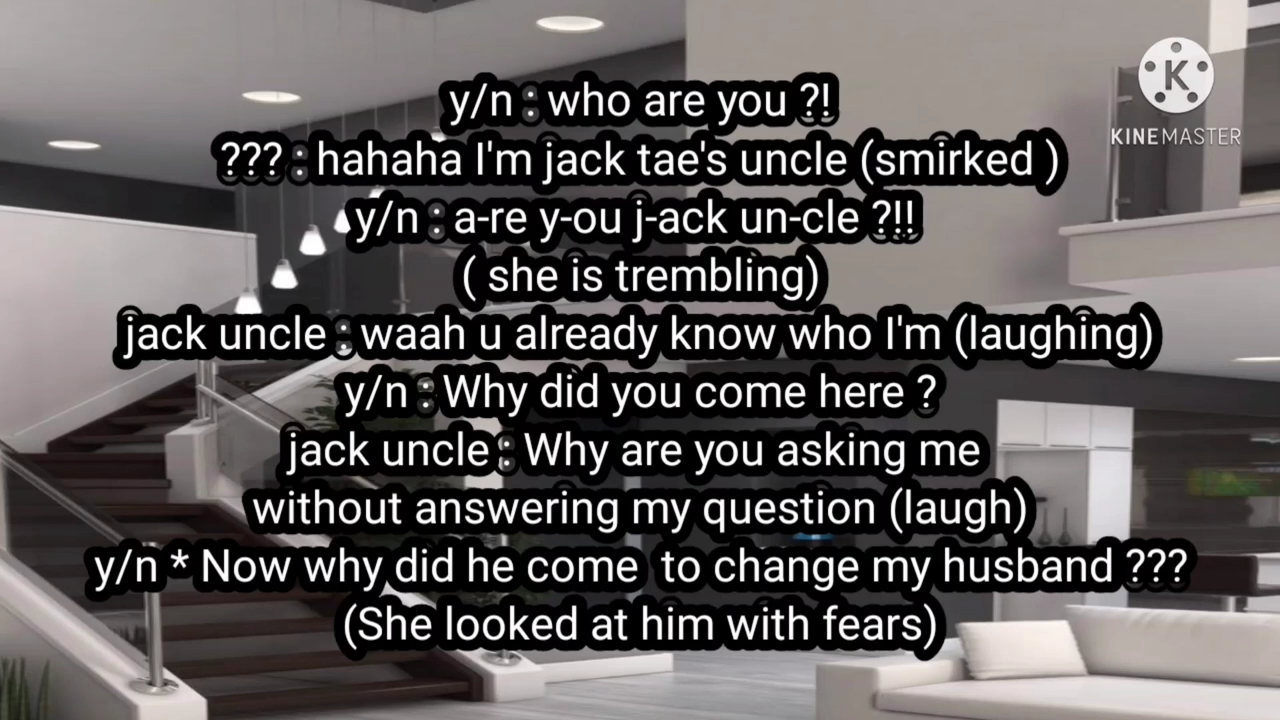 y/n : who are you ?!
??? : hahaha I'm jack tae's uncle (smirked )
y/n : a-re y-ou j-ack un-cle ?!!
( she is trembling)
jack uncle : waah u already know who I'm (laughing)
y/n : Why did you come here ?
jack uncle : Why are you asking me
without answering my question (laugh)
y/n * Now why did he come  to change my husband ???
(She looked at him with fears)
K
KINEMASTER